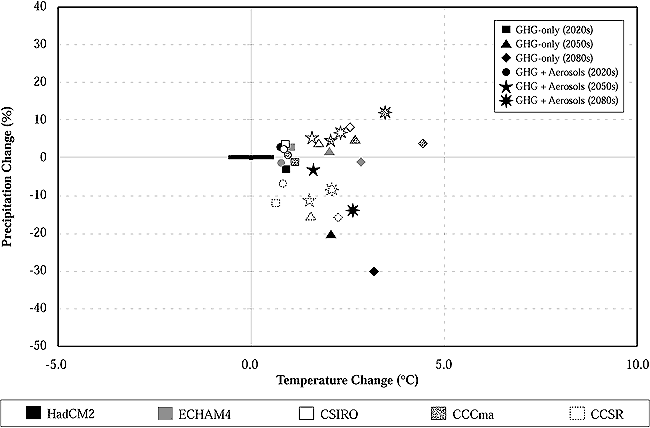 40
30
20
10
0
-10
-20
-30
-40
-50
Precipitation Change (%)
GHG-only (2020s)
GHG-only (2050s)
GHG-only (2080s)
GHG + Aerosols (2020s)
GHG + Aerosols (2050s)
GHG + Aerosols (2080s)
-5.0 0.0 5.0 10.0
Temperature Change (°C)
HadCM2 ECHAM4 CSIRO CCCma CCSR